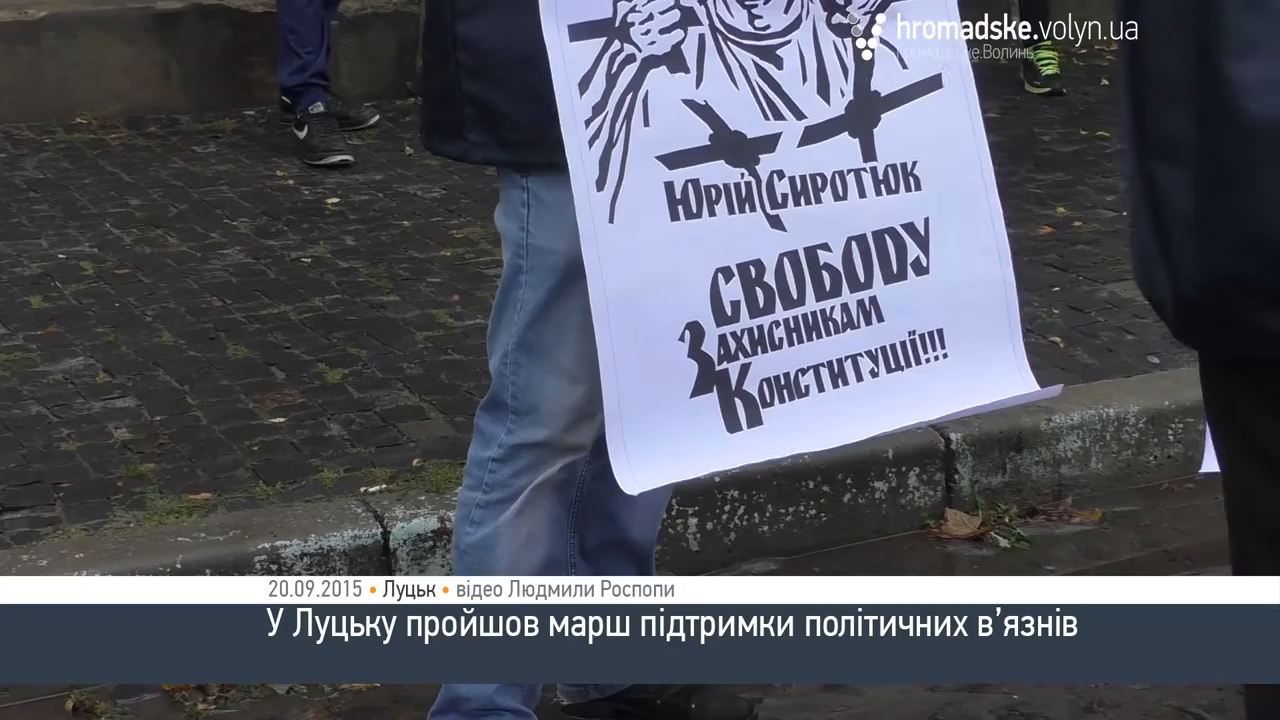 hromadske.volyn.ua
Громадське.Волинь
Юрій Сиротюк
СВОБОДУ
Захисникам
Конституції!!!
20.09.2015 • Луцьк • відео Людмили Роспопи
У Луцьку пройшов марш підтримки політичних в’язнів